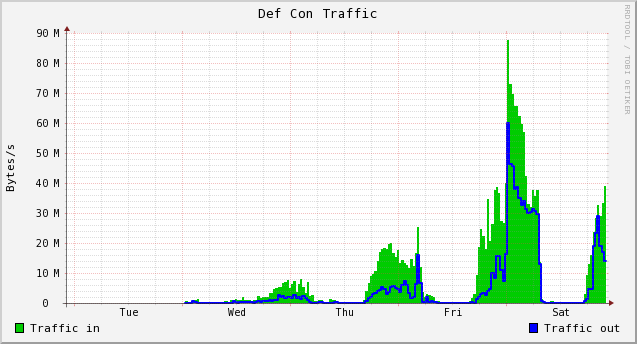 Def Con Traffic
RRDTOOL / TOBI OETIKER
Bytes/s
90 M
80 M
70 M
60 M
50 M
40 M
30 M
20 M
10 M
0
Tue Wed Thu Fri Sat
Traffic in Traffic out